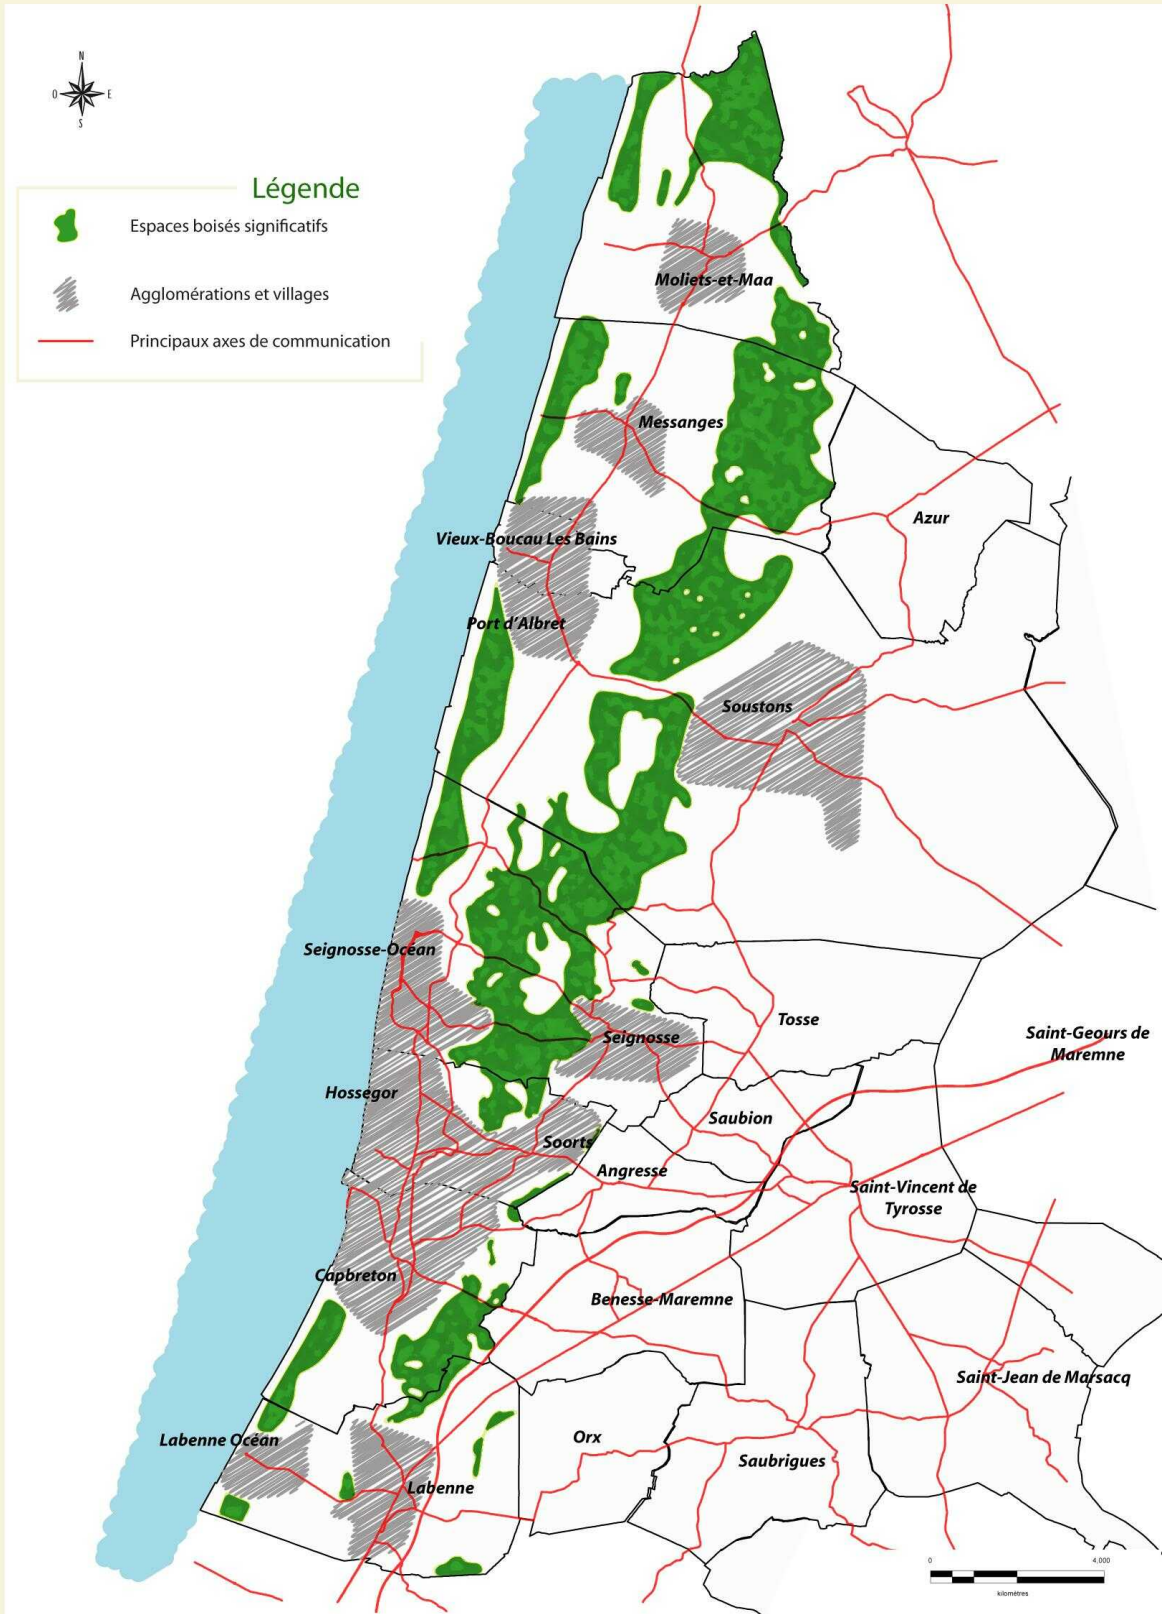 N
O
E
S
Légende
Espaces boisés significatifs
Agglomérations et villages
Principaux axes de communication
Moliets-et-Maa
Messanges
Azur
Vieux-Boucau Les Bains
Port d'Albret
Soustons
Seignosse-Océan
Tosse
Seignosse
Saint-Geours de
Maremne
Hossegor
Saubion
Soorts
Angresse
Saint-Vincent de
Tyrosse
Capbreton
Benesse-Maremne
Saint-Jean de Marsacq
Labenne Océan
Orx
Saubrigues
Labenne
0
4,000
kilomètres